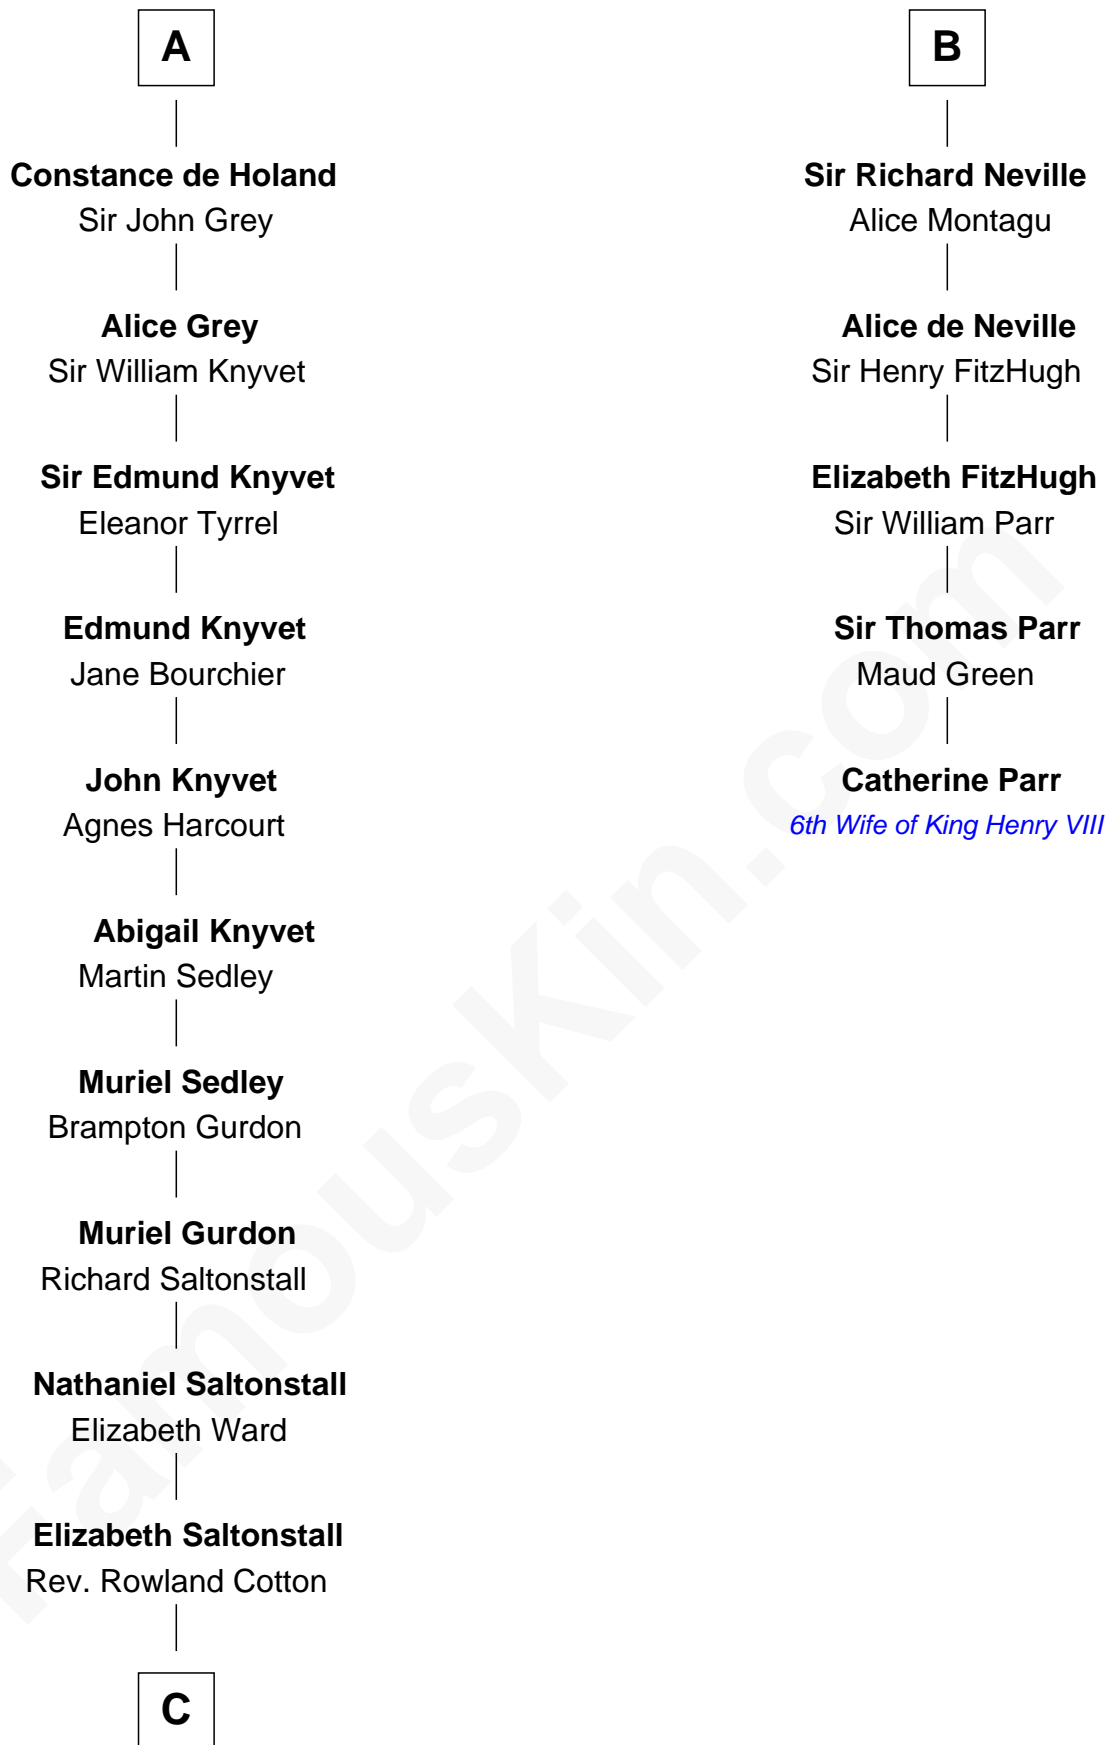 A
Constance de Holand
Sir John Grey
Alice Grey
Sir William Knyvet
Sir Edmund Knyvet
Eleanor Tyrrel
Edmund Knyvet
Jane Bourchier
John Knyvet
Agnes Harcourt
Abigail Knyvet
Martin Sedley
Muriel Sedley
Brampton Gurdon
Muriel Gurdon
Richard Saltonstall
Nathaniel Saltonstall
Elizabeth Ward
Elizabeth Saltonstall
Rev. Rowland Cotton
C
B
Sir Richard Neville
Alice Montagu
Alice de Neville
Sir Henry FitzHugh
Elizabeth FitzHugh
Sir William Parr
Sir Thomas Parr
Maud Green
Catherine Parr
6th Wife of King Henry VIII
FamousKin.com